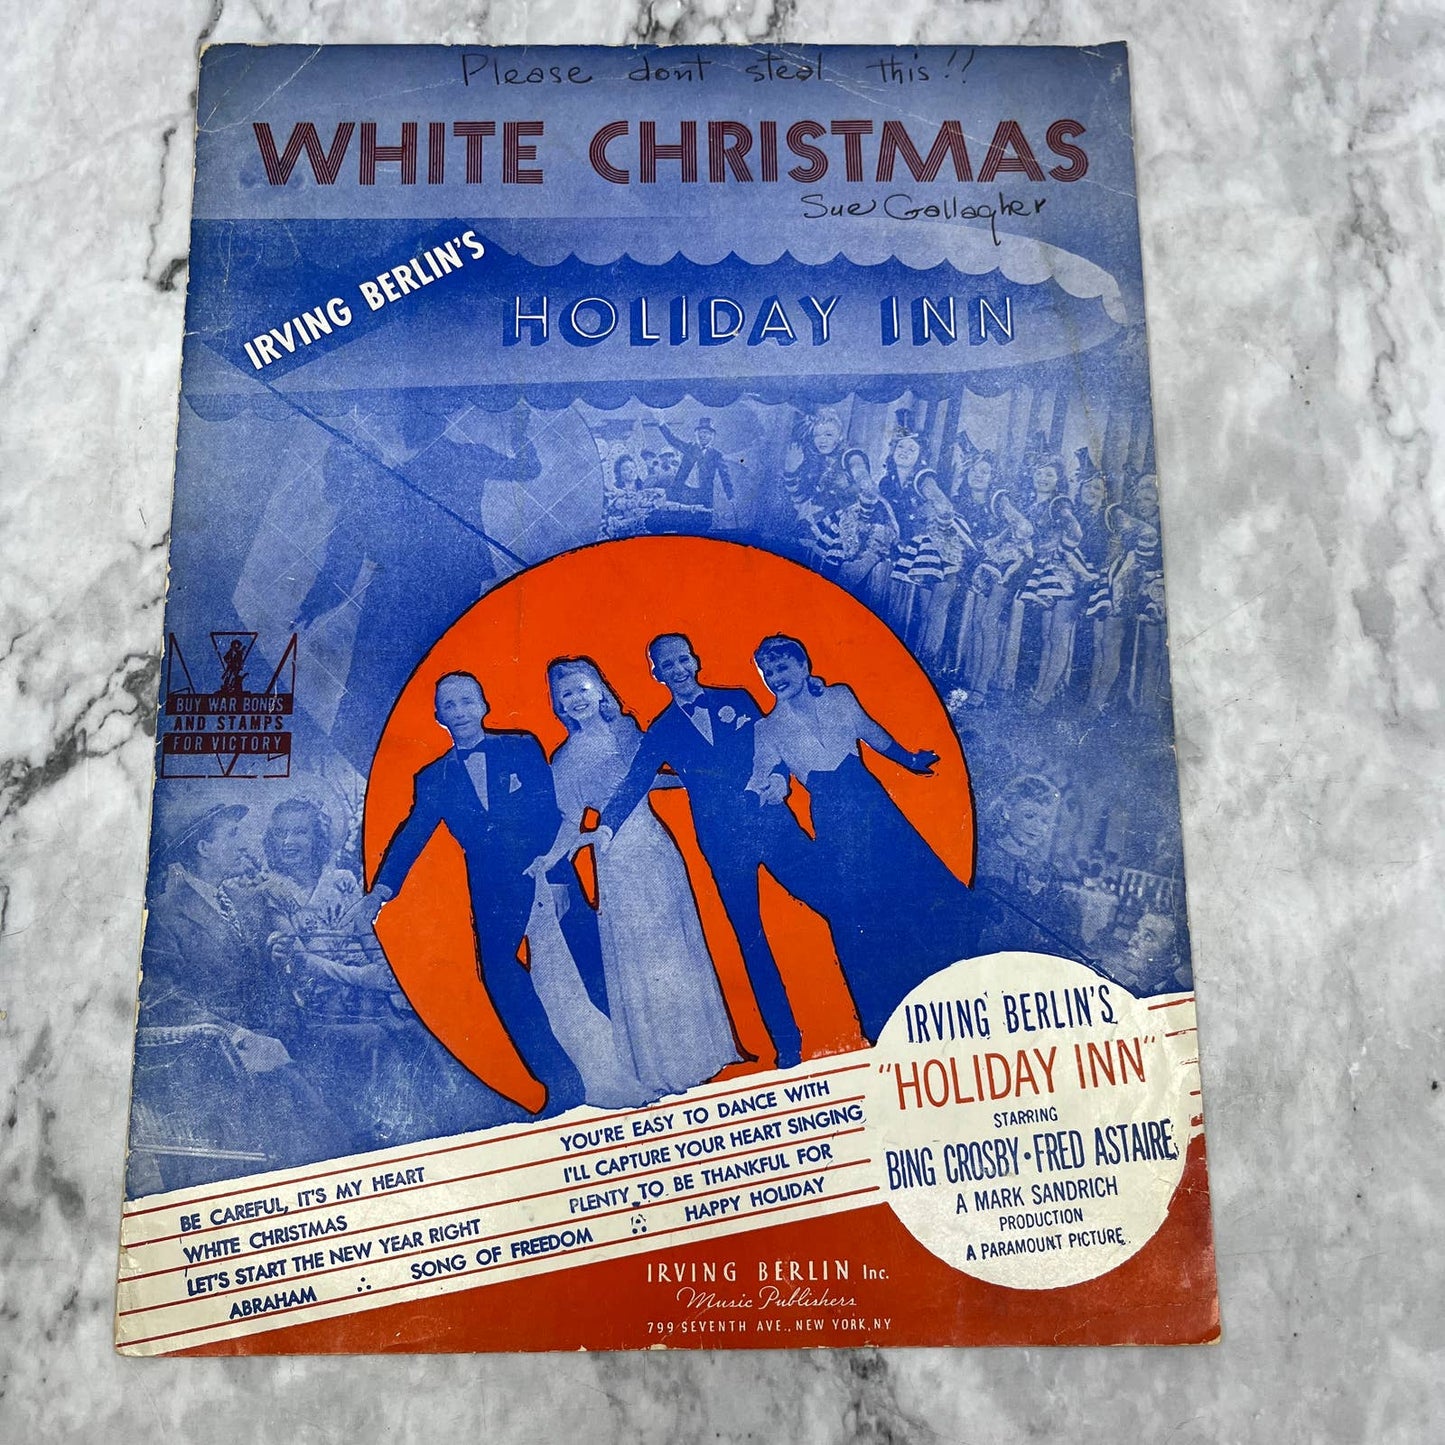 Please dont steal this!!
WHITE CHRISTMAS
Sue Gallagher
IRVING BERLIN'S
HOLIDAY INN
BUY WAR BONDS
AND STAMPS
FOR VICTORY
IRVING BERLIN'S
"HOLIDAY INN"
STARRING
BING CROSBY • FRED ASTAIRE
A MARK SANDRICH
PRODUCTION
A PARAMOUNT PICTURE
BE CAREFUL, IT'S MY HEART
WHITE CHRISTMAS
LET'S START THE NEW YEAR RIGHT
ABRAHAM
YOU'RE EASY TO DANCE WITH
I'LL CAPTURE YOUR HEART SINGING
PLENTY TO BE THANKFUL FOR
SONG OF FREEDOM
HAPPY HOLIDAY
IRVING BERLIN Inc.
Music Publishers
799 SEVENTH AVE., NEW YORK, NY